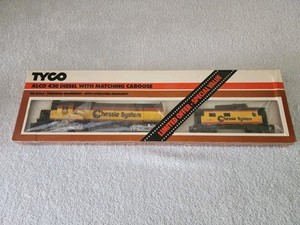 TYCO
ALCO 430 DIESEL WITH MATCHING CABOOSE
LIMITED OFFER - SPECIAL VALUE
Chessie System
Chessie System